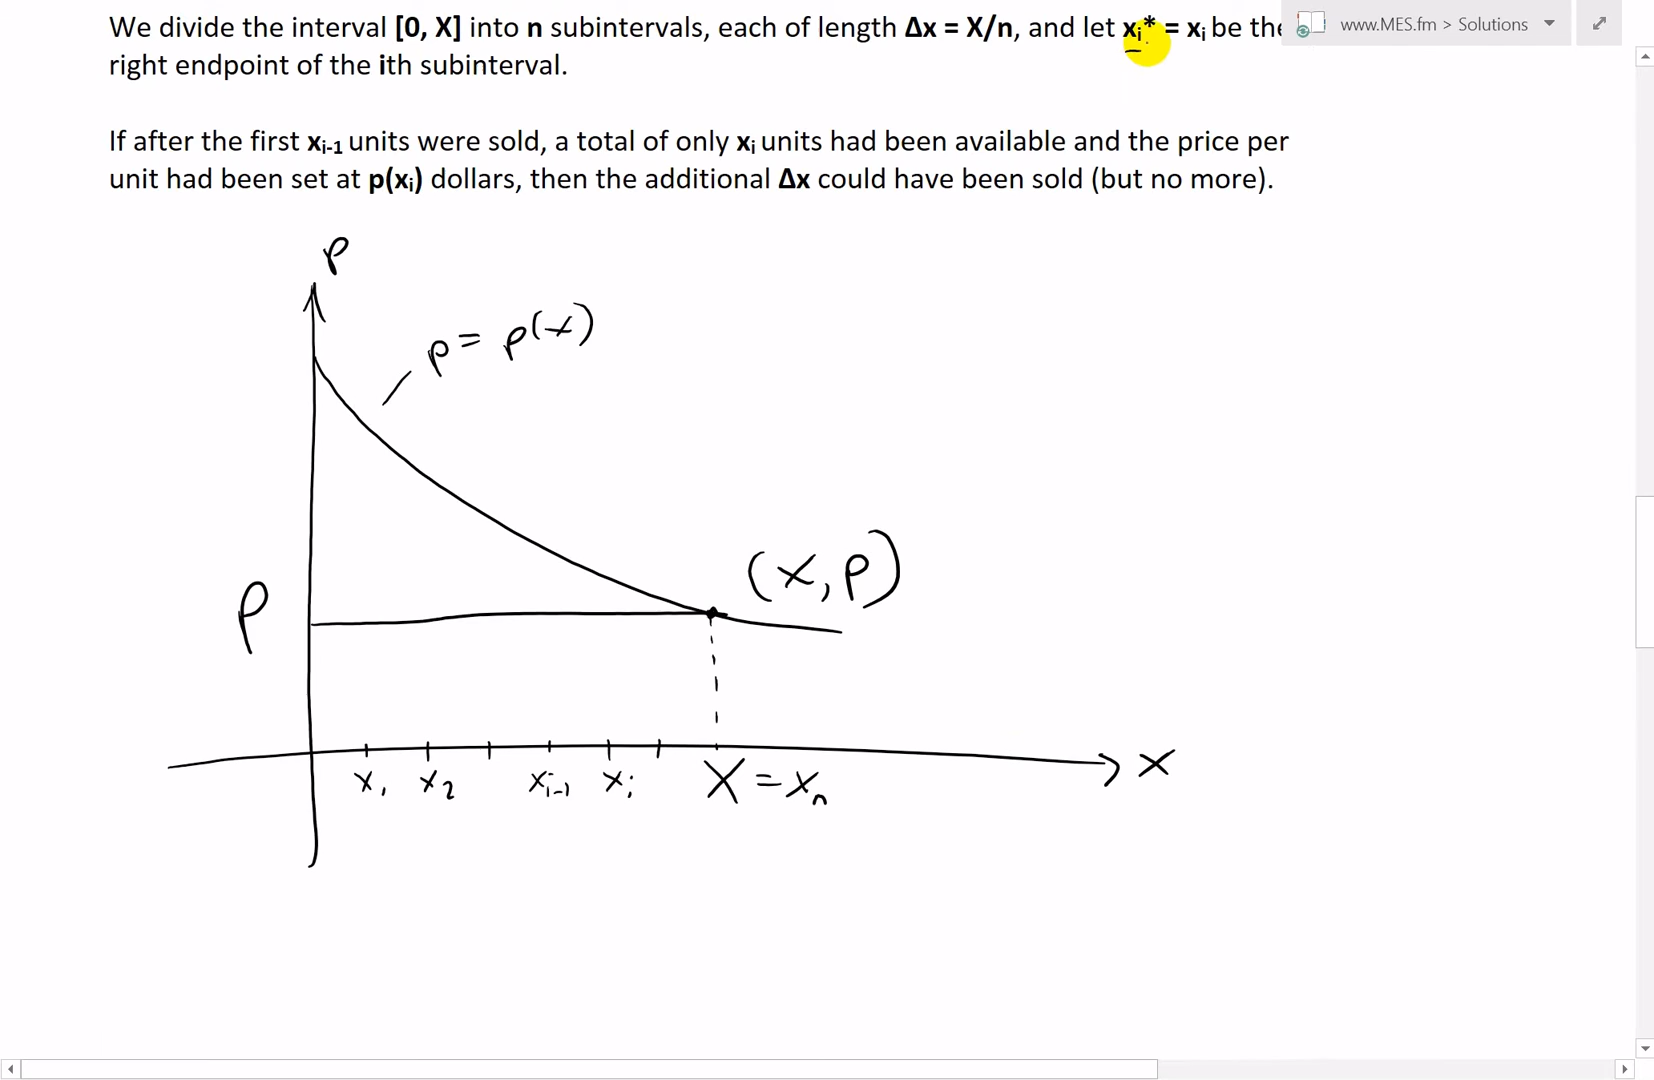 We divide the interval [0, X] into n subintervals, each of length Δx = X/n, and let xᵢ* = xᵢ be the
www.MES.fm > Solutions
right endpoint of the ith subinterval.
If after the first xᵢ₋₁ units were sold, a total of only xᵢ units had been available and the price per
unit had been set at p(xᵢ) dollars, then the additional Δx could have been sold (but no more).
p
p = p(x)
(X, P)
P
x₁ x₂ xᵢ₋₁ xᵢ X = xₙ
x